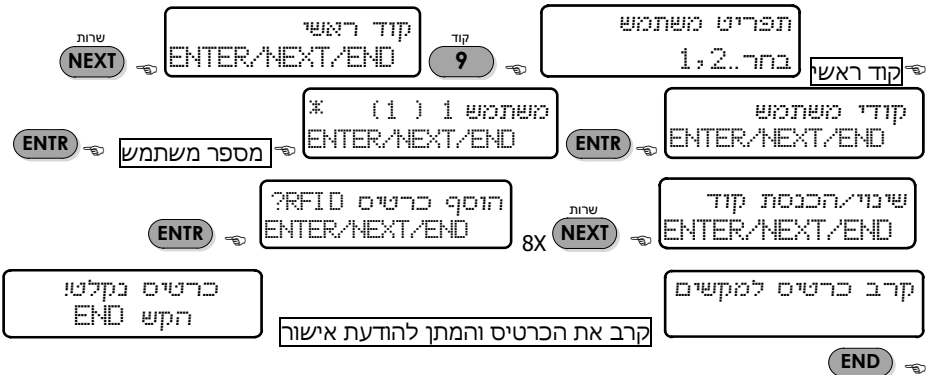 קוד ראשי
תפריט משתמש
בחר..1,2
קוד
9
קוד ראשי
ENTER/NEXT/END
שרות
NEXT
קודי משתמש
ENTER/NEXT/END
ENTR
מספר משתמש
משתמש 1 ( 1) *
ENTER/NEXT/END
ENTR
שינוי/הכנסת קוד
ENTER/NEXT/END
שרות
NEXT
8X
הוסף כרטיס RFID?
ENTER/NEXT/END
ENTR
קרב כרטיס למקשים
קרב את הכרטיס והמתן להודעת אישור
כרטיס נקלט!
הקש END
END